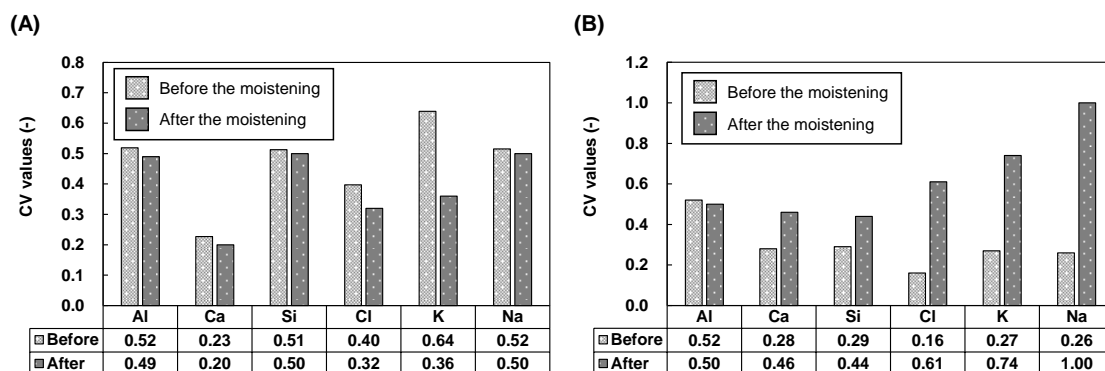 (A)
CV values (-)
0.8
0.7
0.6
0.5
0.4
0.3
0.2
0.1
0.0
Before the moistening
After the moistening
Al Ca Si Cl K Na
Before 0.52 0.23 0.51 0.40 0.64 0.52
After 0.49 0.20 0.50 0.32 0.36 0.50
(B)
CV values (-)
1.2
1.0
0.8
0.6
0.4
0.2
0.0
Before the moistening
After the moistening
Al Ca Si Cl K Na
Before 0.52 0.28 0.29 0.16 0.27 0.26
After 0.50 0.46 0.44 0.61 0.74 1.00